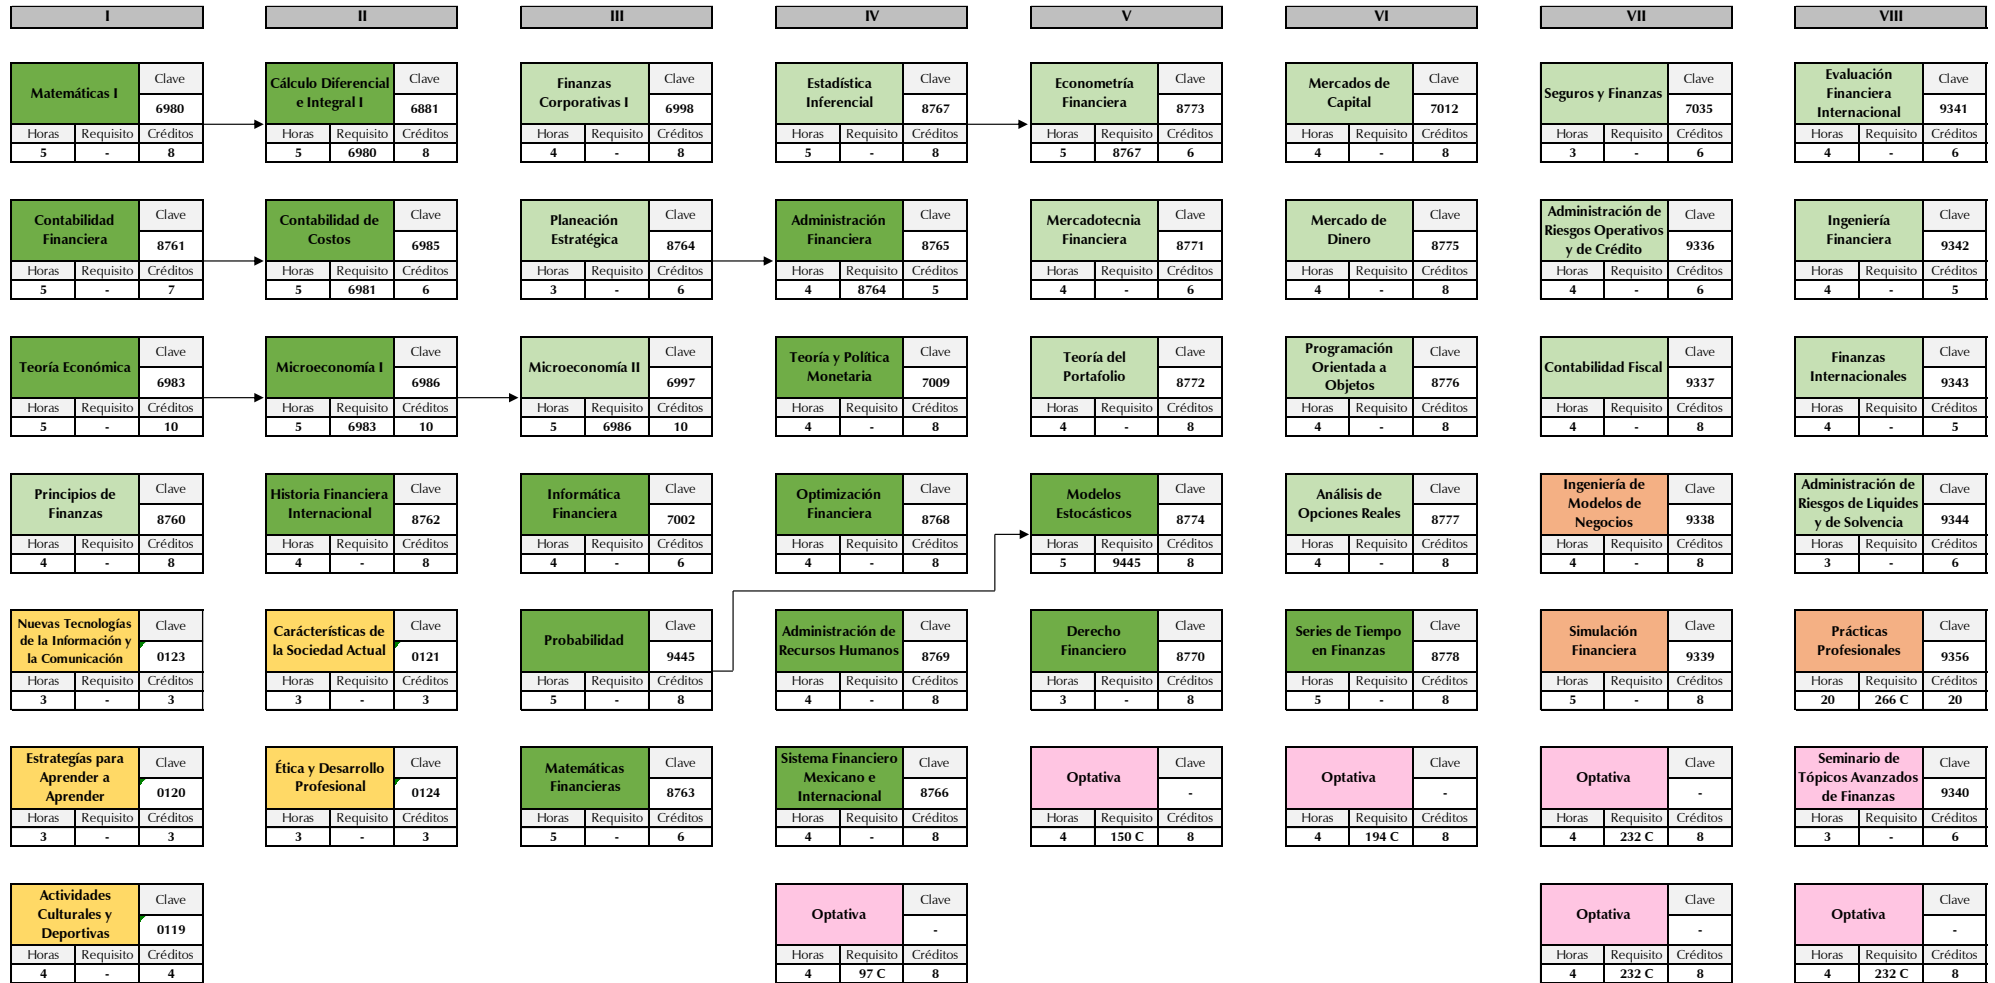 I
II
III
IV
V
VI
VII
VIII
Matemáticas I
Clave
6980
Horas Requisito Créditos
5 - 8
Cálculo Diferencial
e Integral I
Clave
6881
Horas Requisito Créditos
5 6980 8
Finanzas
Corporativas I
Clave
6998
Horas Requisito Créditos
4 - 8
Estadística
Inferencial
Clave
8767
Horas Requisito Créditos
5 - 8
Econometría
Financiera
Clave
8773
Horas Requisito Créditos
5 8767 6
Mercados de
Capital
Clave
7012
Horas Requisito Créditos
4 - 8
Seguros y Finanzas
Clave
7035
Horas Requisito Créditos
3 - 6
Evaluación
Financiera
Internacional
Clave
9341
Horas Requisito Créditos
4 - 6
Contabilidad
Financiera
Clave
8761
Horas Requisito Créditos
5 - 7
Contabilidad de
Costos
Clave
6985
Horas Requisito Créditos
5 6981 6
Planeación
Estratégica
Clave
8764
Horas Requisito Créditos
3 - 6
Administración
Financiera
Clave
8765
Horas Requisito Créditos
4 8764 5
Mercadotecnia
Financiera
Clave
8771
Horas Requisito Créditos
4 - 6
Mercado de
Dinero
Clave
8775
Horas Requisito Créditos
4 - 8
Administración de
Riesgos Operativos
y de Crédito
Clave
9336
Horas Requisito Créditos
4 - 6
Ingeniería
Financiera
Clave
9342
Horas Requisito Créditos
4 - 5
Teoría Económica
Clave
6983
Horas Requisito Créditos
5 - 10
Microeconomía I
Clave
6986
Horas Requisito Créditos
5 6983 10
Microeconomía II
Clave
6997
Horas Requisito Créditos
5 6986 10
Teoría y Política
Monetaria
Clave
7009
Horas Requisito Créditos
4 - 8
Teoría del
Portafolio
Clave
8772
Horas Requisito Créditos
4 - 8
Programación
Orientada a
Objetos
Clave
8776
Horas Requisito Créditos
4 - 8
Contabilidad Fiscal
Clave
9337
Horas Requisito Créditos
4 - 8
Finanzas
Internacionales
Clave
9343
Horas Requisito Créditos
4 - 5
Principios de
Finanzas
Clave
8760
Horas Requisito Créditos
4 - 8
Historia Financiera
Internacional
Clave
8762
Horas Requisito Créditos
4 - 8
Informática
Financiera
Clave
7002
Horas Requisito Créditos
4 - 6
Optimización
Financiera
Clave
8768
Horas Requisito Créditos
4 - 8
Modelos
Estocásticos
Clave
8774
Horas Requisito Créditos
5 9445 8
Análisis de
Opciones Reales
Clave
8777
Horas Requisito Créditos
4 - 8
Ingeniería de
Modelos de
Negocios
Clave
9338
Horas Requisito Créditos
4 - 8
Administración de
Riesgos de Liquides
y de Solvencia
Clave
9344
Horas Requisito Créditos
3 - 6
Nuevas Tecnologías
de la Información y
la Comunicación
Clave
0123
Horas Requisito Créditos
3 - 3
Carácterísticas de
la Sociedad Actual
Clave
0121
Horas Requisito Créditos
3 - 3
Probabilidad
Clave
9445
Horas Requisito Créditos
5 - 8
Administración de
Recursos Humanos
Clave
8769
Horas Requisito Créditos
4 - 8
Derecho
Financiero
Clave
8770
Horas Requisito Créditos
3 - 8
Series de Tiempo
en Finanzas
Clave
8778
Horas Requisito Créditos
5 - 8
Simulación
Financiera
Clave
9339
Horas Requisito Créditos
5 - 8
Prácticas
Profesionales
Clave
9356
Horas Requisito Créditos
20 266 C 20
Estrategías para
Aprender a
Aprender
Clave
0120
Horas Requisito Créditos
3 - 3
Ética y Desarrollo
Profesional
Clave
0124
Horas Requisito Créditos
3 - 3
Matemáticas
Financieras
Clave
8763
Horas Requisito Créditos
5 - 6
Sistema Financiero
Mexicano e
Internacional
Clave
8766
Horas Requisito Créditos
4 - 8
Optativa
Clave
-
Horas Requisito Créditos
4 150 C 8
Optativa
Clave
-
Horas Requisito Créditos
4 194 C 8
Optativa
Clave
-
Horas Requisito Créditos
4 232 C 8
Seminario de
Tópicos Avanzados
de Finanzas
Clave
9340
Horas Requisito Créditos
3 - 6
Actividades
Culturales y
Deportivas
Clave
0119
Horas Requisito Créditos
4 - 4
Optativa
Clave
-
Horas Requisito Créditos
4 97 C 8
Optativa
Clave
-
Horas Requisito Créditos
4 232 C 8
Optativa
Clave
-
Horas Requisito Créditos
4 232 C 8